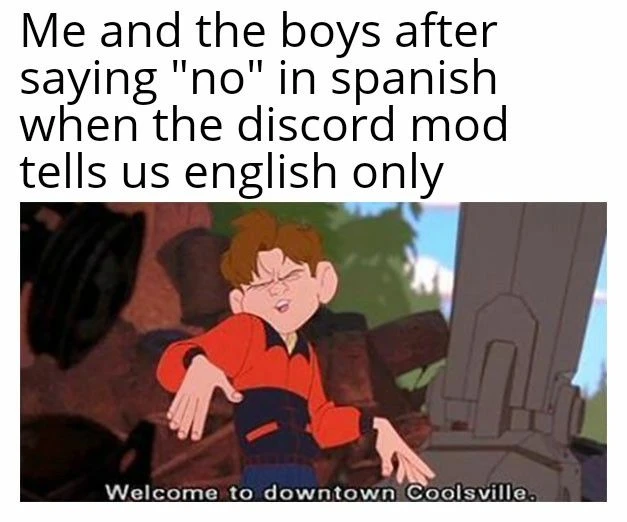 Me and the boys after
saying "no" in spanish
when the discord mod
tells us english only
Welcome to downtown Coolsville.